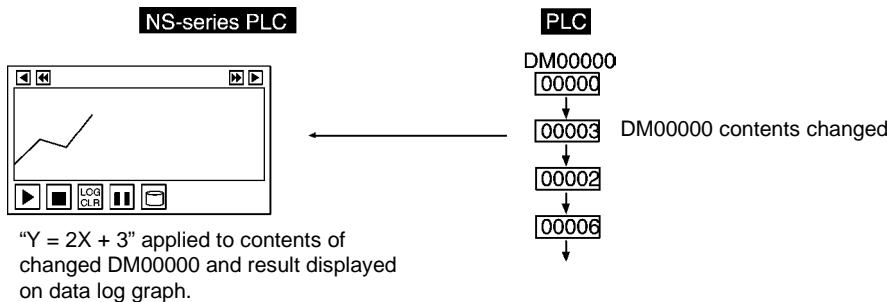 NS-series PLC
PLC
DM00000
00000
00003
DM00000 contents changed
00002
00006
LOG
CLR
“Y = 2X + 3” applied to contents of
changed DM00000 and result displayed
on data log graph.